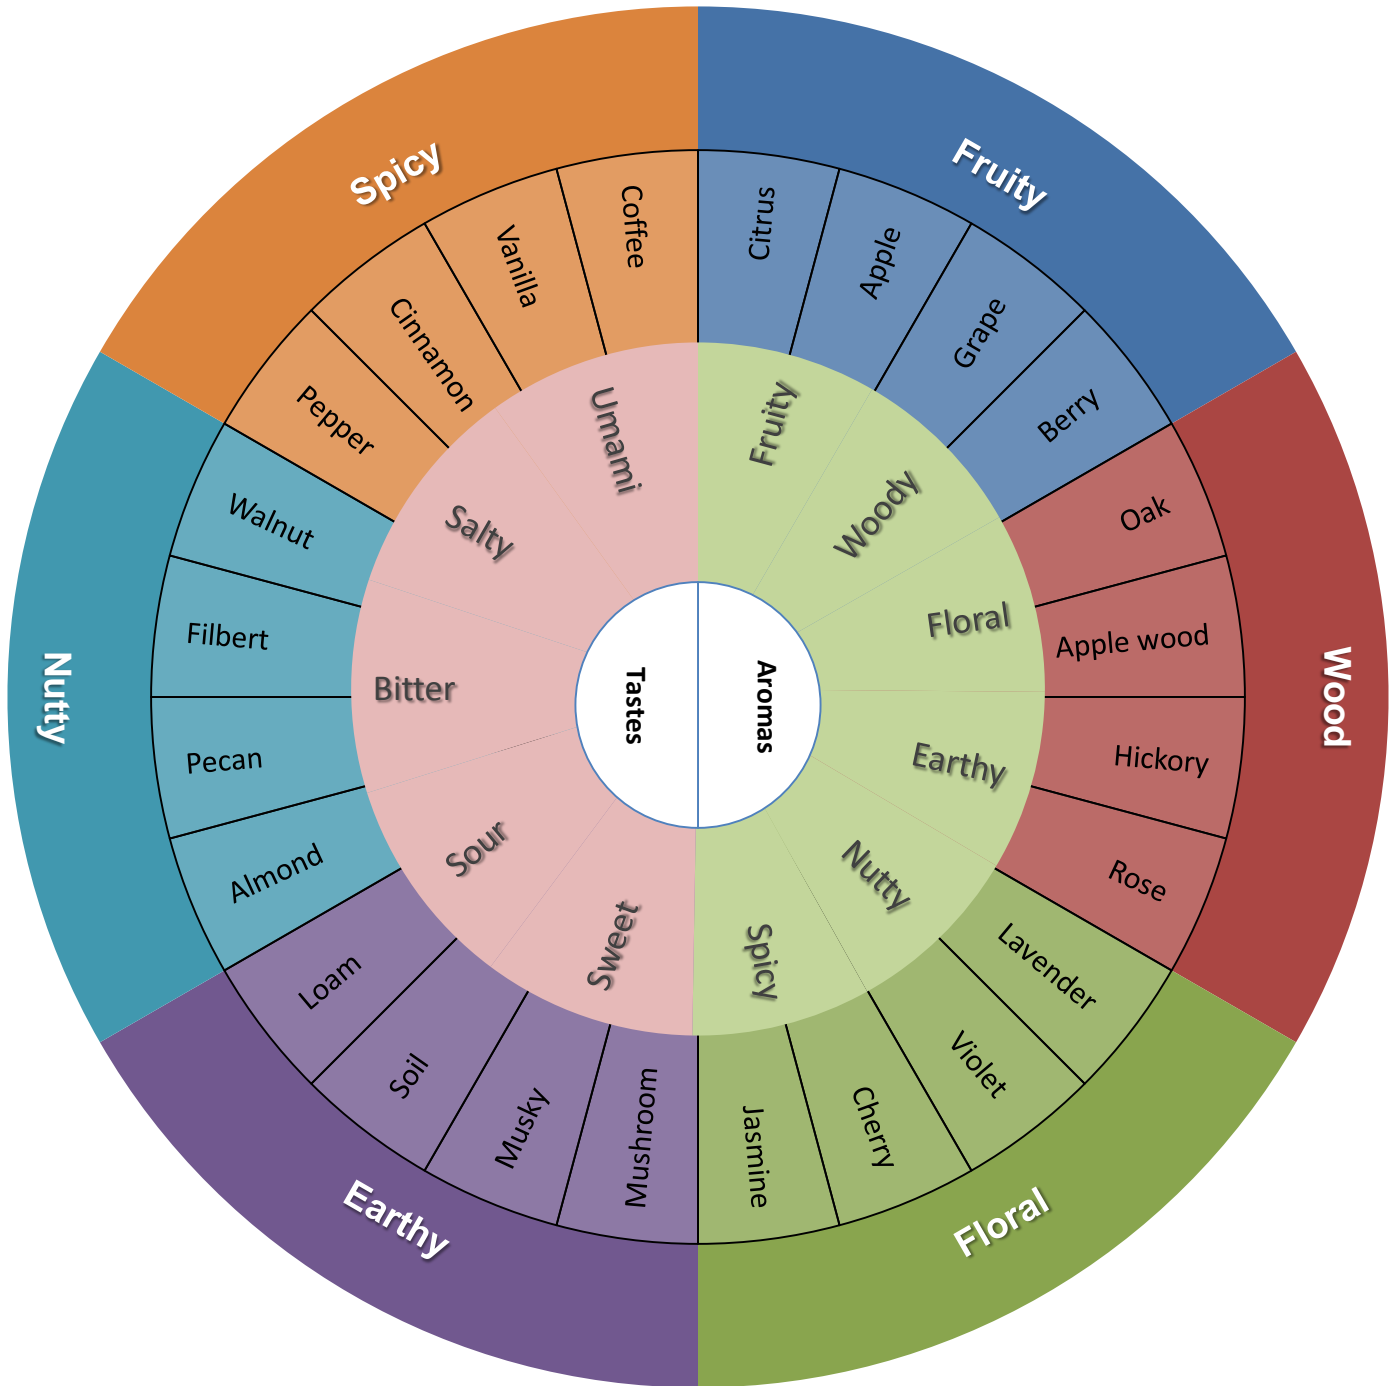 Fruity
Wood
Floral
Earthy
Nutty
Spicy
Citrus
Apple
Grape
Berry
Oak
Apple wood
Hickory
Rose
Lavender
Violet
Cherry
Jasmine
Mushroom
Musky
Soil
Loam
Almond
Pecan
Filbert
Walnut
Pepper
Cinnamon
Vanilla
Coffee
Fruity
Woody
Floral
Earthy
Nutty
Spicy
Sweet
Sour
Bitter
Salty
Umami
Aromas
Tastes